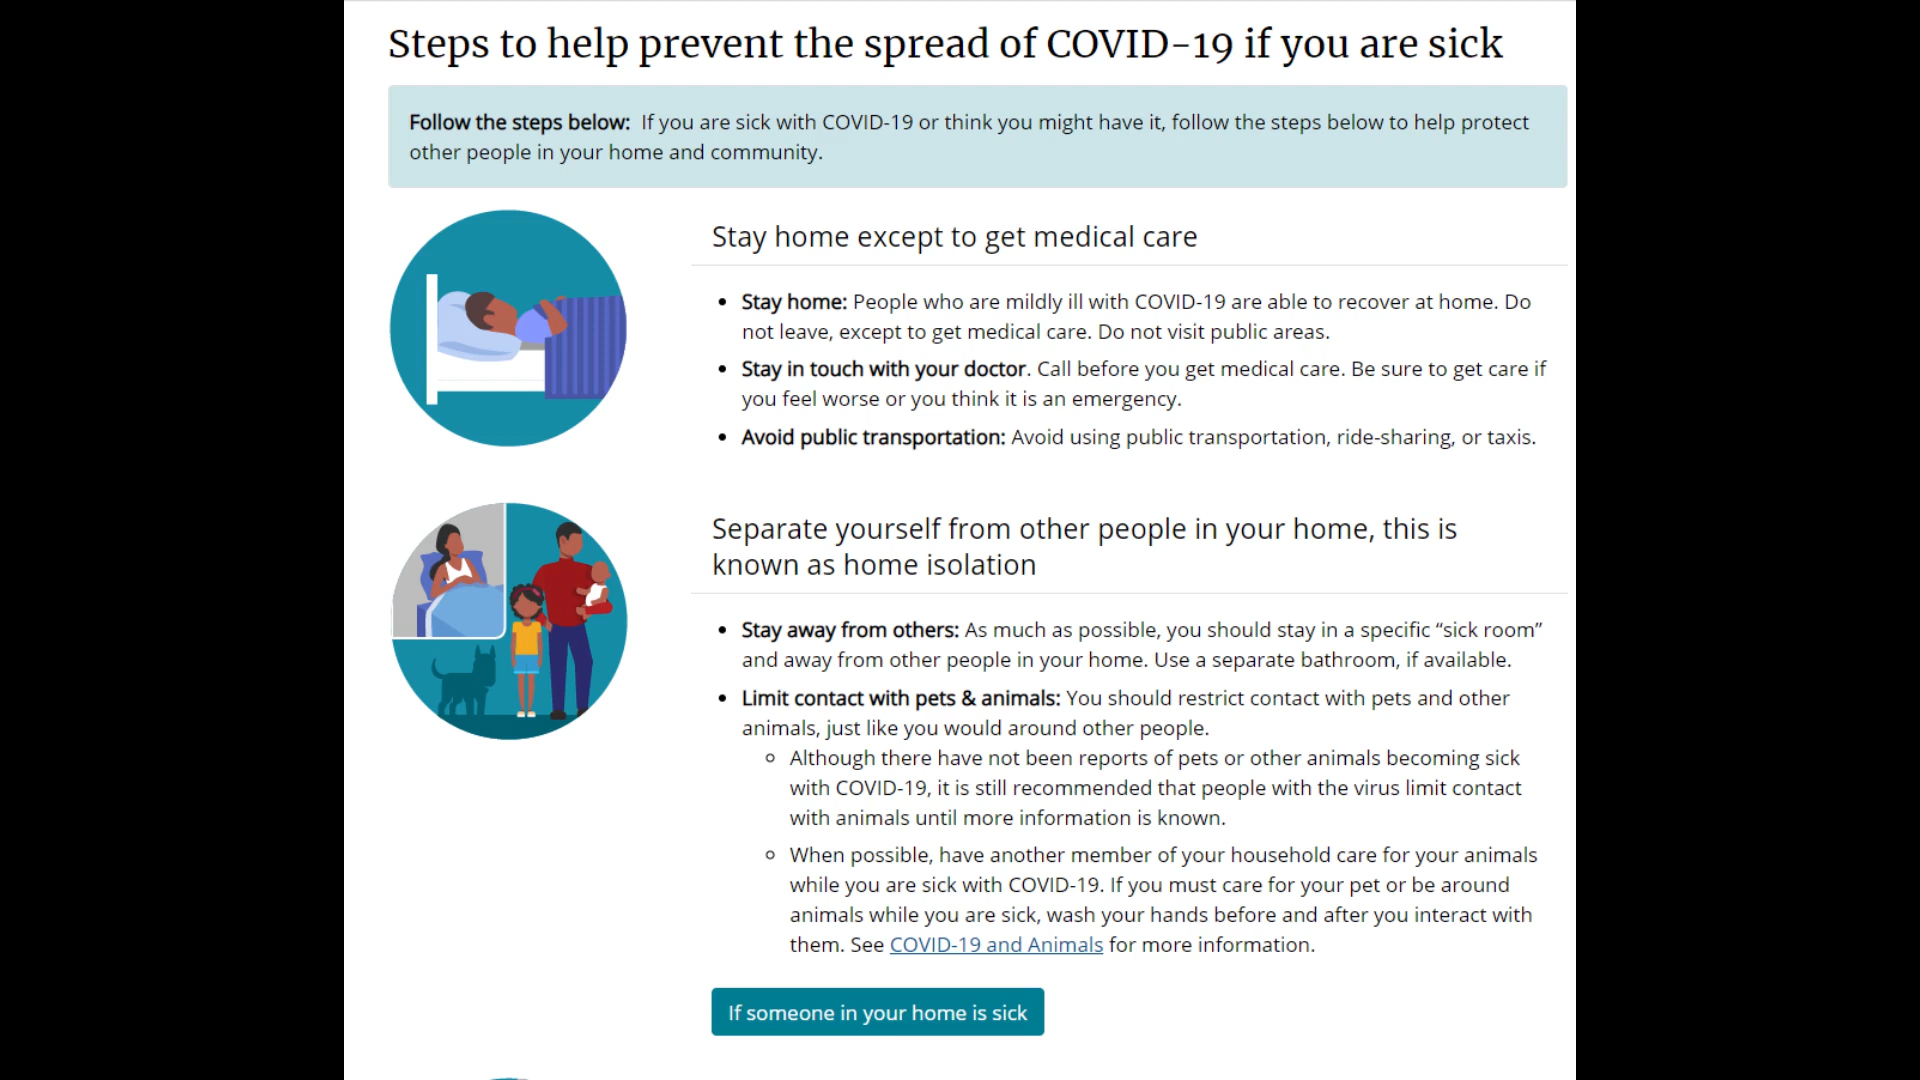 Steps to help prevent the spread of COVID-19 if you are sick
Follow the steps below: If you are sick with COVID-19 or think you might have it, follow the steps below to help protect
other people in your home and community.
Stay home except to get medical care
• Stay home: People who are mildly ill with COVID-19 are able to recover at home. Do
not leave, except to get medical care. Do not visit public areas.
• Stay in touch with your doctor. Call before you get medical care. Be sure to get care if
you feel worse or you think it is an emergency.
• Avoid public transportation: Avoid using public transportation, ride-sharing, or taxis.
Separate yourself from other people in your home, this is
known as home isolation
• Stay away from others: As much as possible, you should stay in a specific “sick room”
and away from other people in your home. Use a separate bathroom, if available.
• Limit contact with pets & animals: You should restrict contact with pets and other
animals, just like you would around other people.
◦ Although there have not been reports of pets or other animals becoming sick
with COVID-19, it is still recommended that people with the virus limit contact
with animals until more information is known.
◦ When possible, have another member of your household care for your animals
while you are sick with COVID-19. If you must care for your pet or be around
animals while you are sick, wash your hands before and after you interact with
them. See COVID-19 and Animals for more information.
If someone in your home is sick